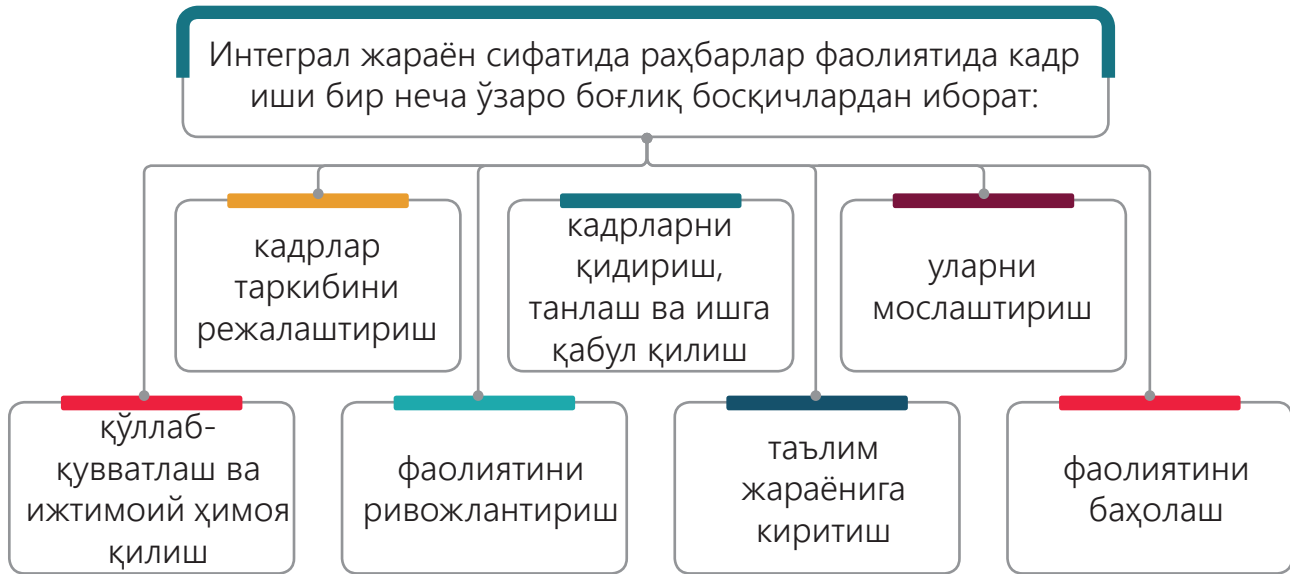 Интеграл жараён сифатида раҳбарлар фаолиятида кадр
иши бир неча ўзаро боғлиқ босқичлардан иборат:
кадрлар
таркибини
режалаштириш
кадрларни
қидириш,
танлаш ва ишга
қабул қилиш
уларни
мослаштириш
қўллаб-
қувватлаш ва
ижтимоий ҳимоя
қилиш
фаолиятини
ривожлантириш
таълим
жараёнига
киритиш
фаолиятини
баҳолаш